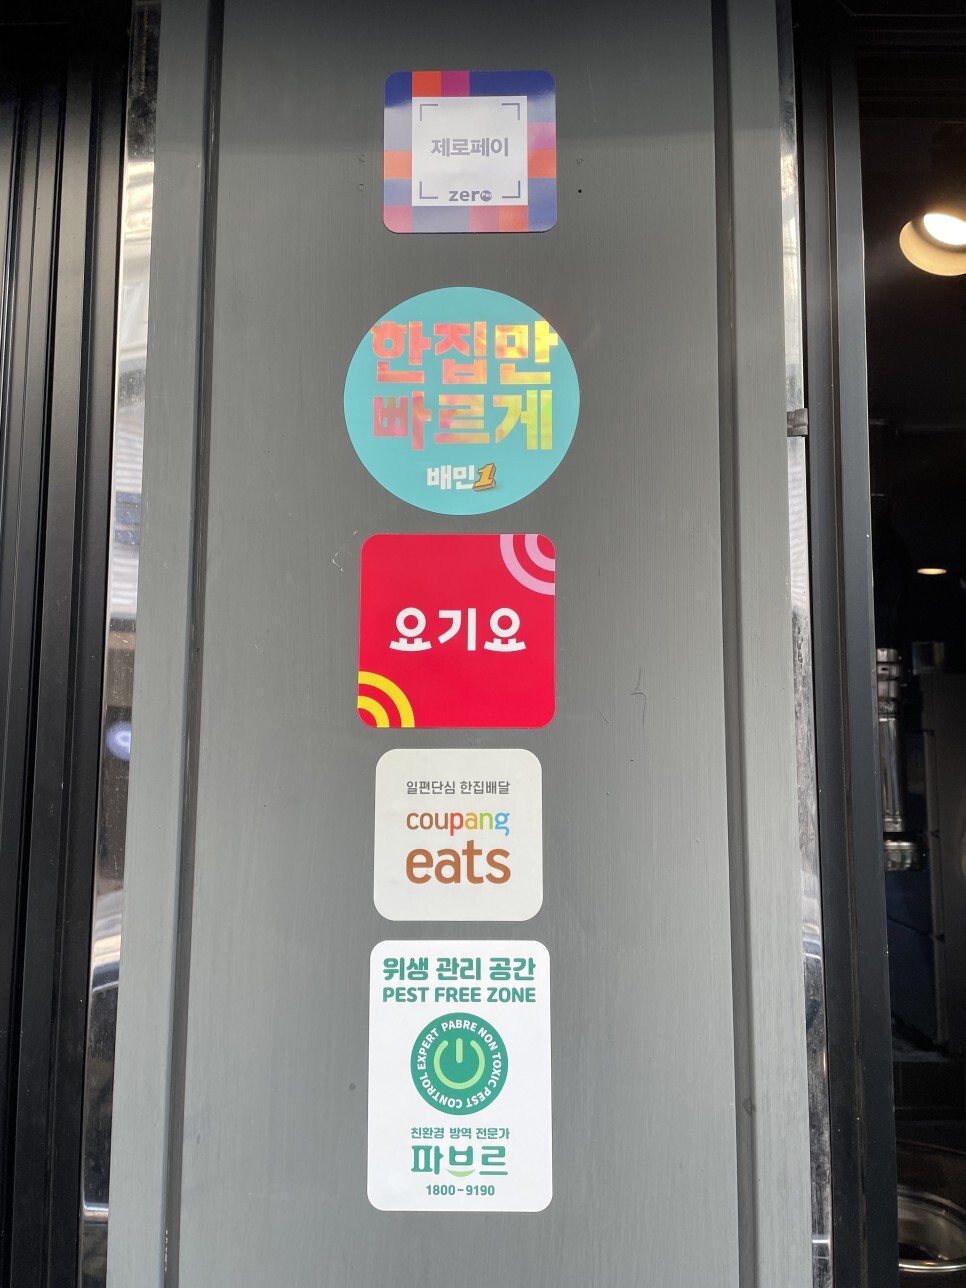 제로페이
zero Pay
한집만
빠르게
배민1
요기요
일편단심 한집배달
coupang
eats
위생 관리 공간
PEST FREE ZONE
PABRE NON TOXIC PEST CONTROL EXPERT
친환경 방역 전문가
파브르
1800-9190